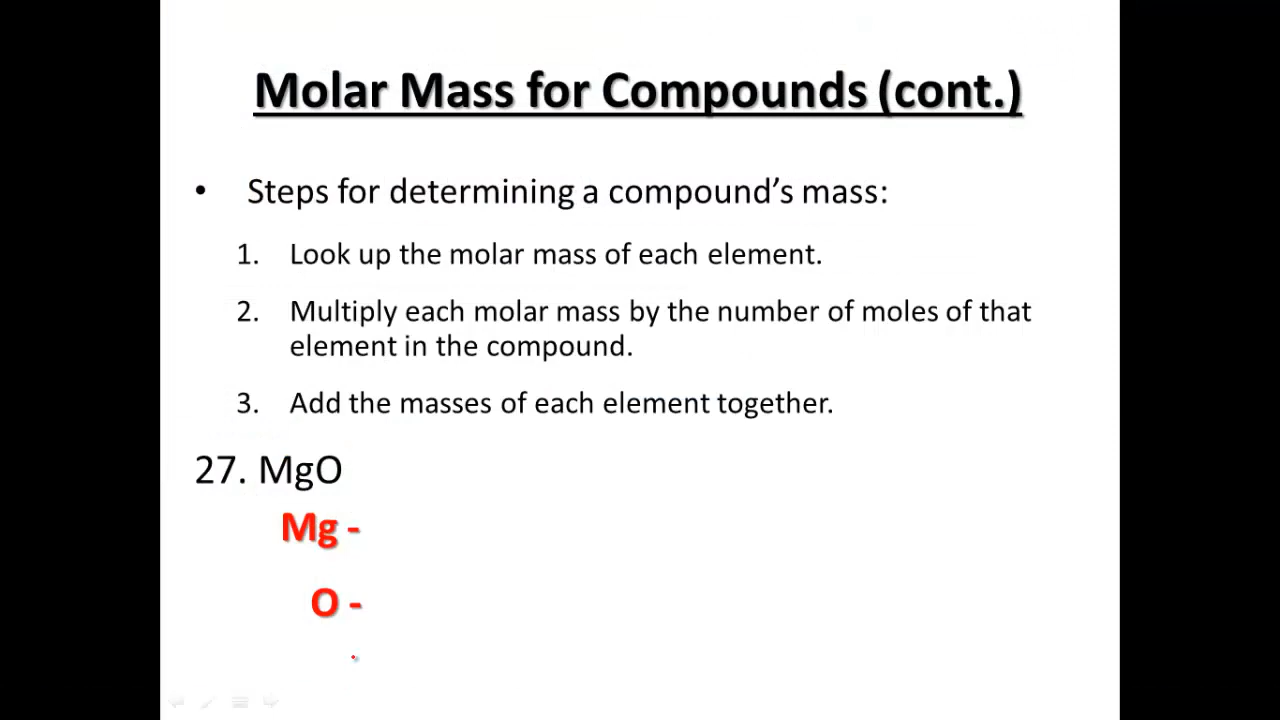 Molar Mass for Compounds (cont.)
• Steps for determining a compound’s mass:
1. Look up the molar mass of each element.
2. Multiply each molar mass by the number of moles of that
element in the compound.
3. Add the masses of each element together.
27. MgO
Mg -
O -